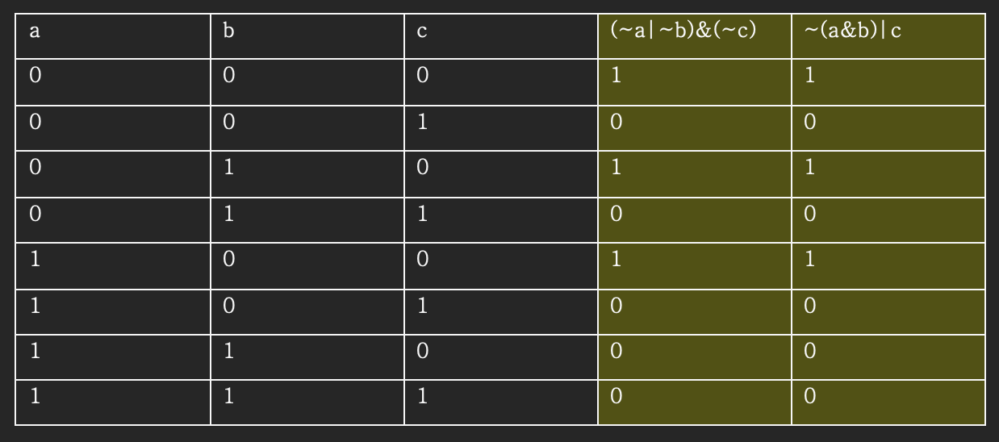 a b c (~a|~b)&(~c) ~(a&b)|c
0 0 0 1 1
0 0 1 0 0
0 1 0 1 1
0 1 1 0 0
1 0 0 1 1
1 0 1 0 0
1 1 0 0 0
1 1 1 0 0